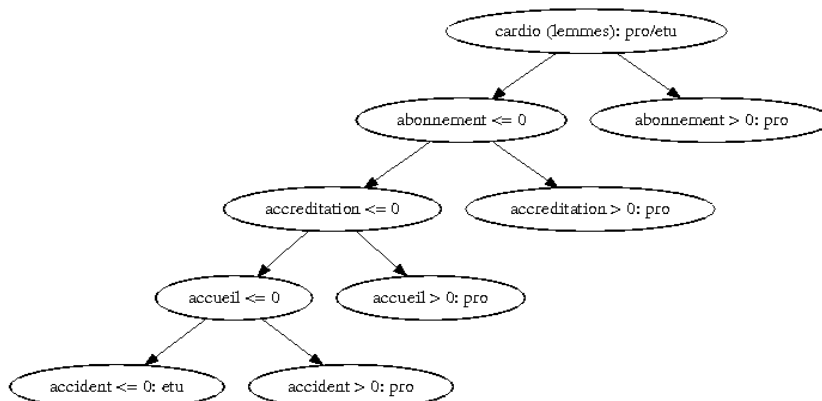 cardio (lemmes): pro/etu
abonnement <= 0
abonnement > 0: pro
accreditation <= 0
accreditation > 0: pro
accueil <= 0
accueil > 0: pro
accident <= 0: etu
accident > 0: pro